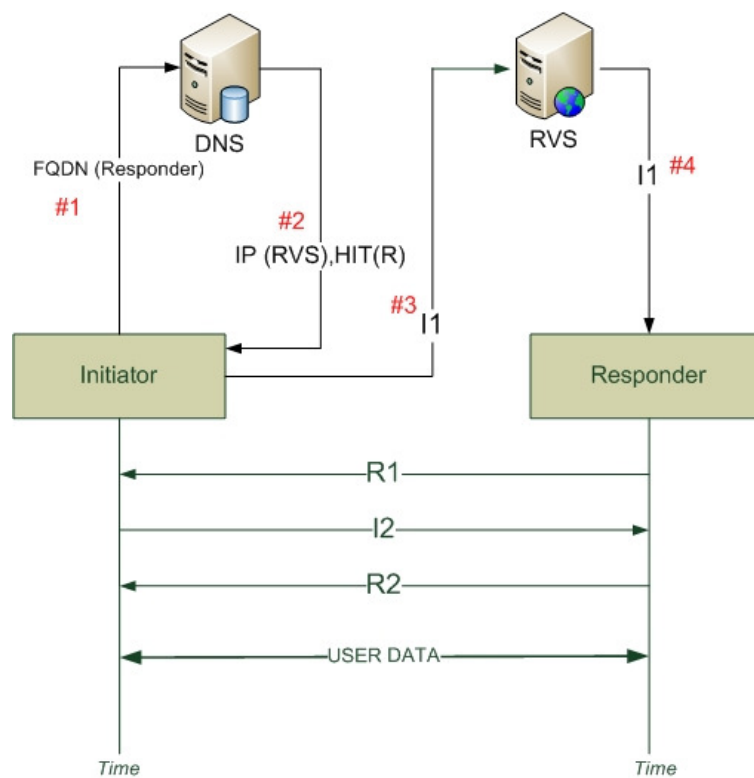 DNS
RVS
FQDN (Responder)
#1
#2
IP (RVS),HIT(R)
#3
I1
#4
I1
Initiator
Responder
R1
I2
R2
USER DATA
Time
Time